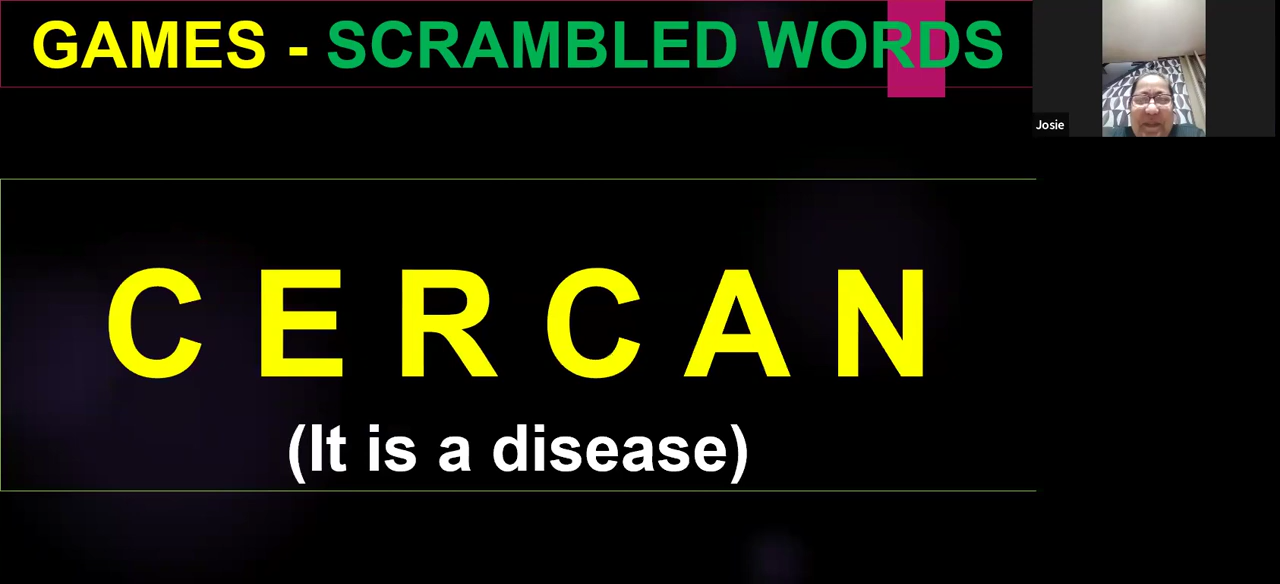 GAMES - SCRAMBLED WORDS
Josie
C E R C A N
(It is a disease)